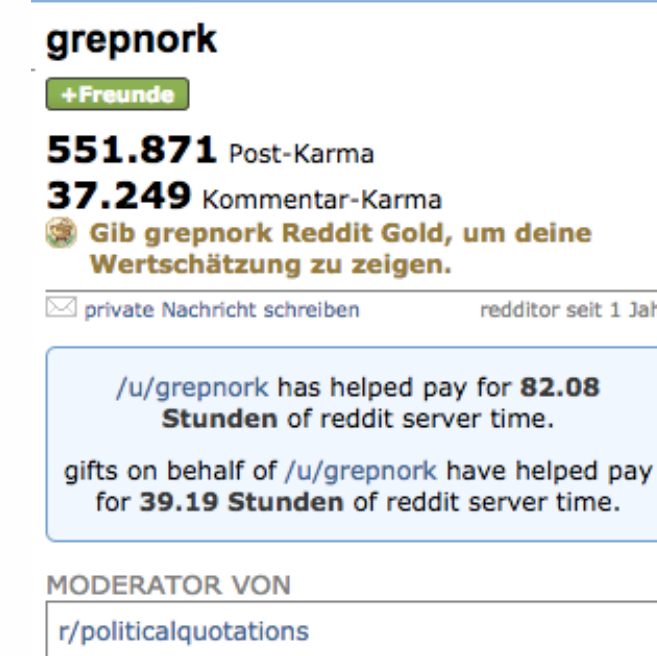 grepnork
+Freunde
551.871 Post-Karma
37.249 Kommentar-Karma
Gib grepnork Reddit Gold, um deine
Wertschätzung zu zeigen.
private Nachricht schreiben redditor seit 1 Jah
/u/grepnork has helped pay for 82.08
Stunden of reddit server time.
gifts on behalf of /u/grepnork have helped pay
for 39.19 Stunden of reddit server time.
MODERATOR VON
r/politicalquotations